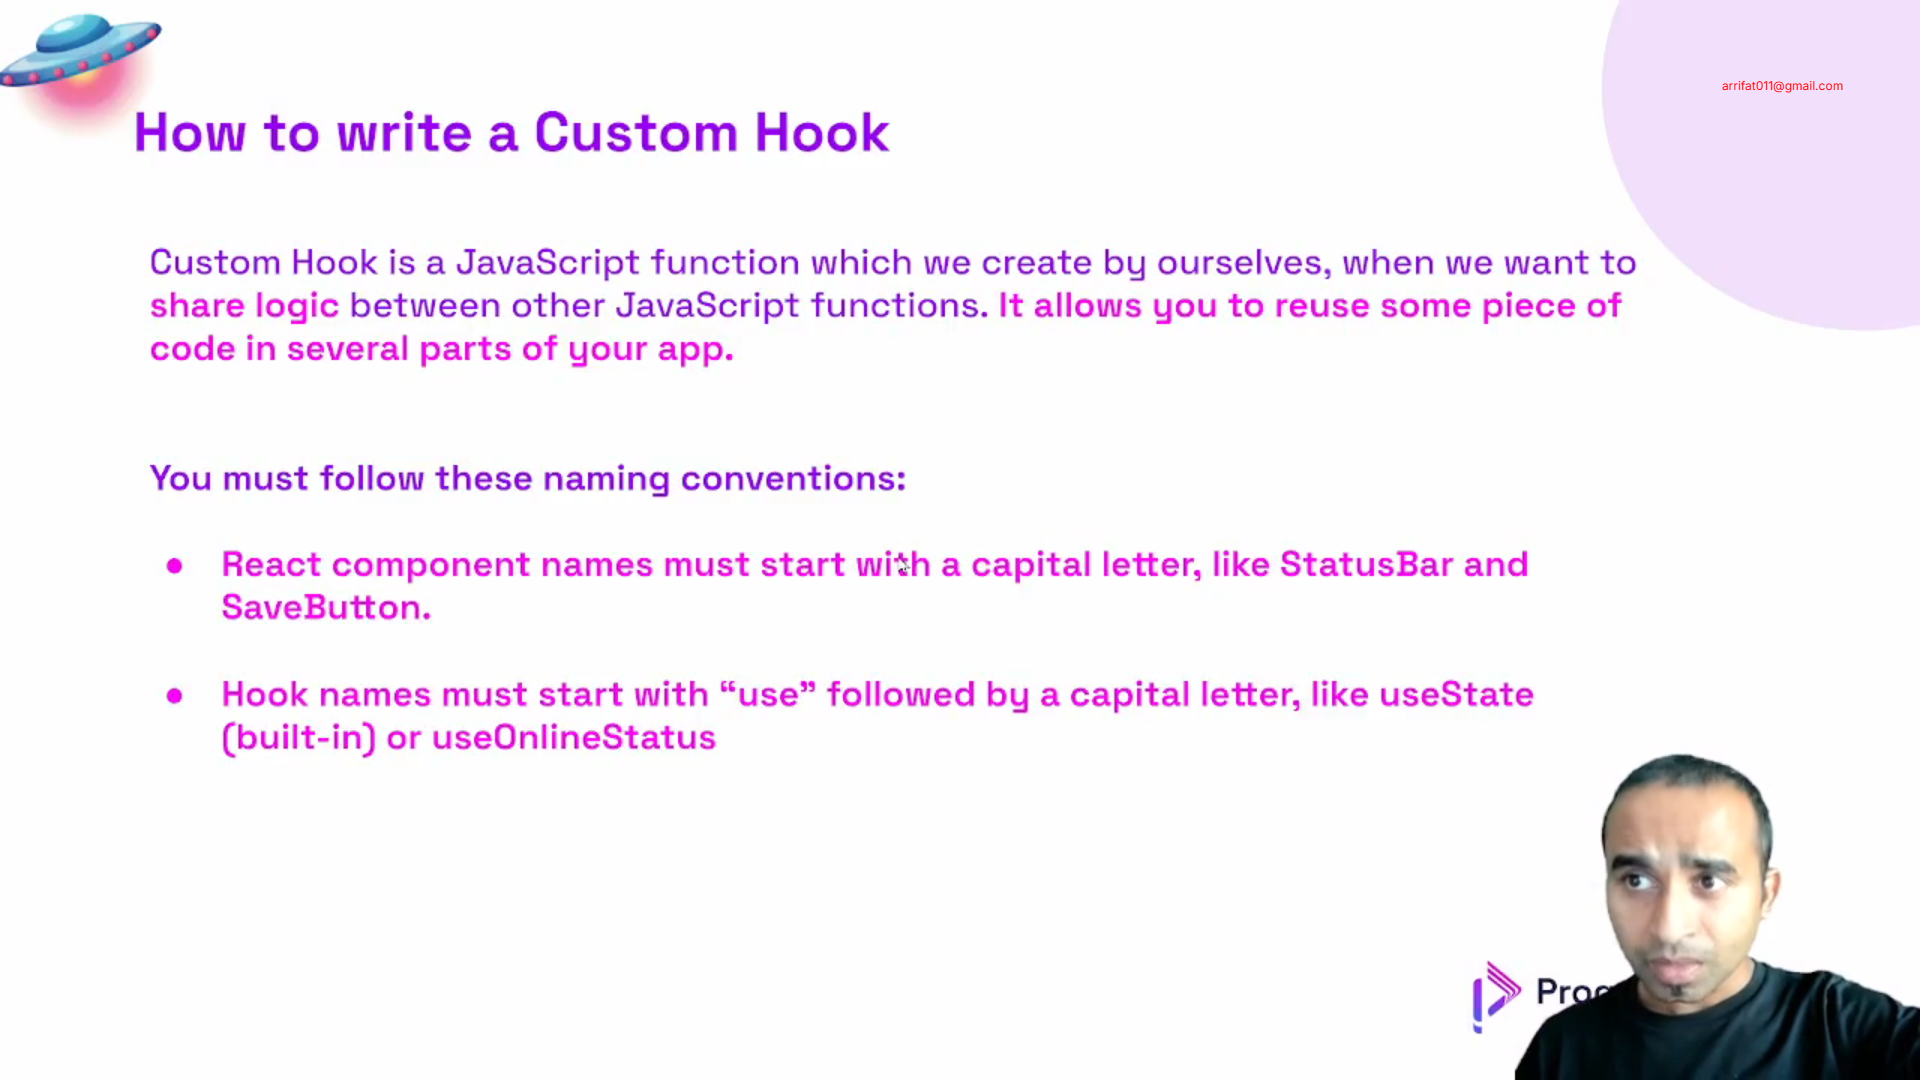 arrifat011@gmail.com
How to write a Custom Hook
Custom Hook is a JavaScript function which we create by ourselves, when we want to
share logic between other JavaScript functions. It allows you to reuse some piece of
code in several parts of your app.
You must follow these naming conventions:
● React component names must start with a capital letter, like StatusBar and
SaveButton.
● Hook names must start with “use” followed by a capital letter, like useState
(built-in) or useOnlineStatus